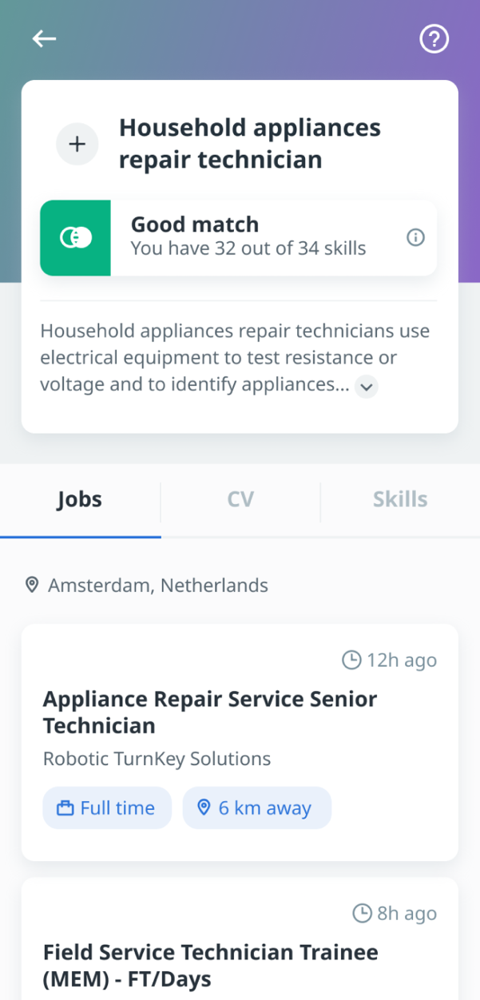 Household appliances
repair technician
Good match
You have 32 out of 34 skills
Household appliances repair technicians use
electrical equipment to test resistance or
voltage and to identify appliances...
Jobs
CV
Skills
Amsterdam, Netherlands
12h ago
Appliance Repair Service Senior
Technician
Robotic TurnKey Solutions
Full time
6 km away
8h ago
Field Service Technician Trainee
(MEM) - FT/Days